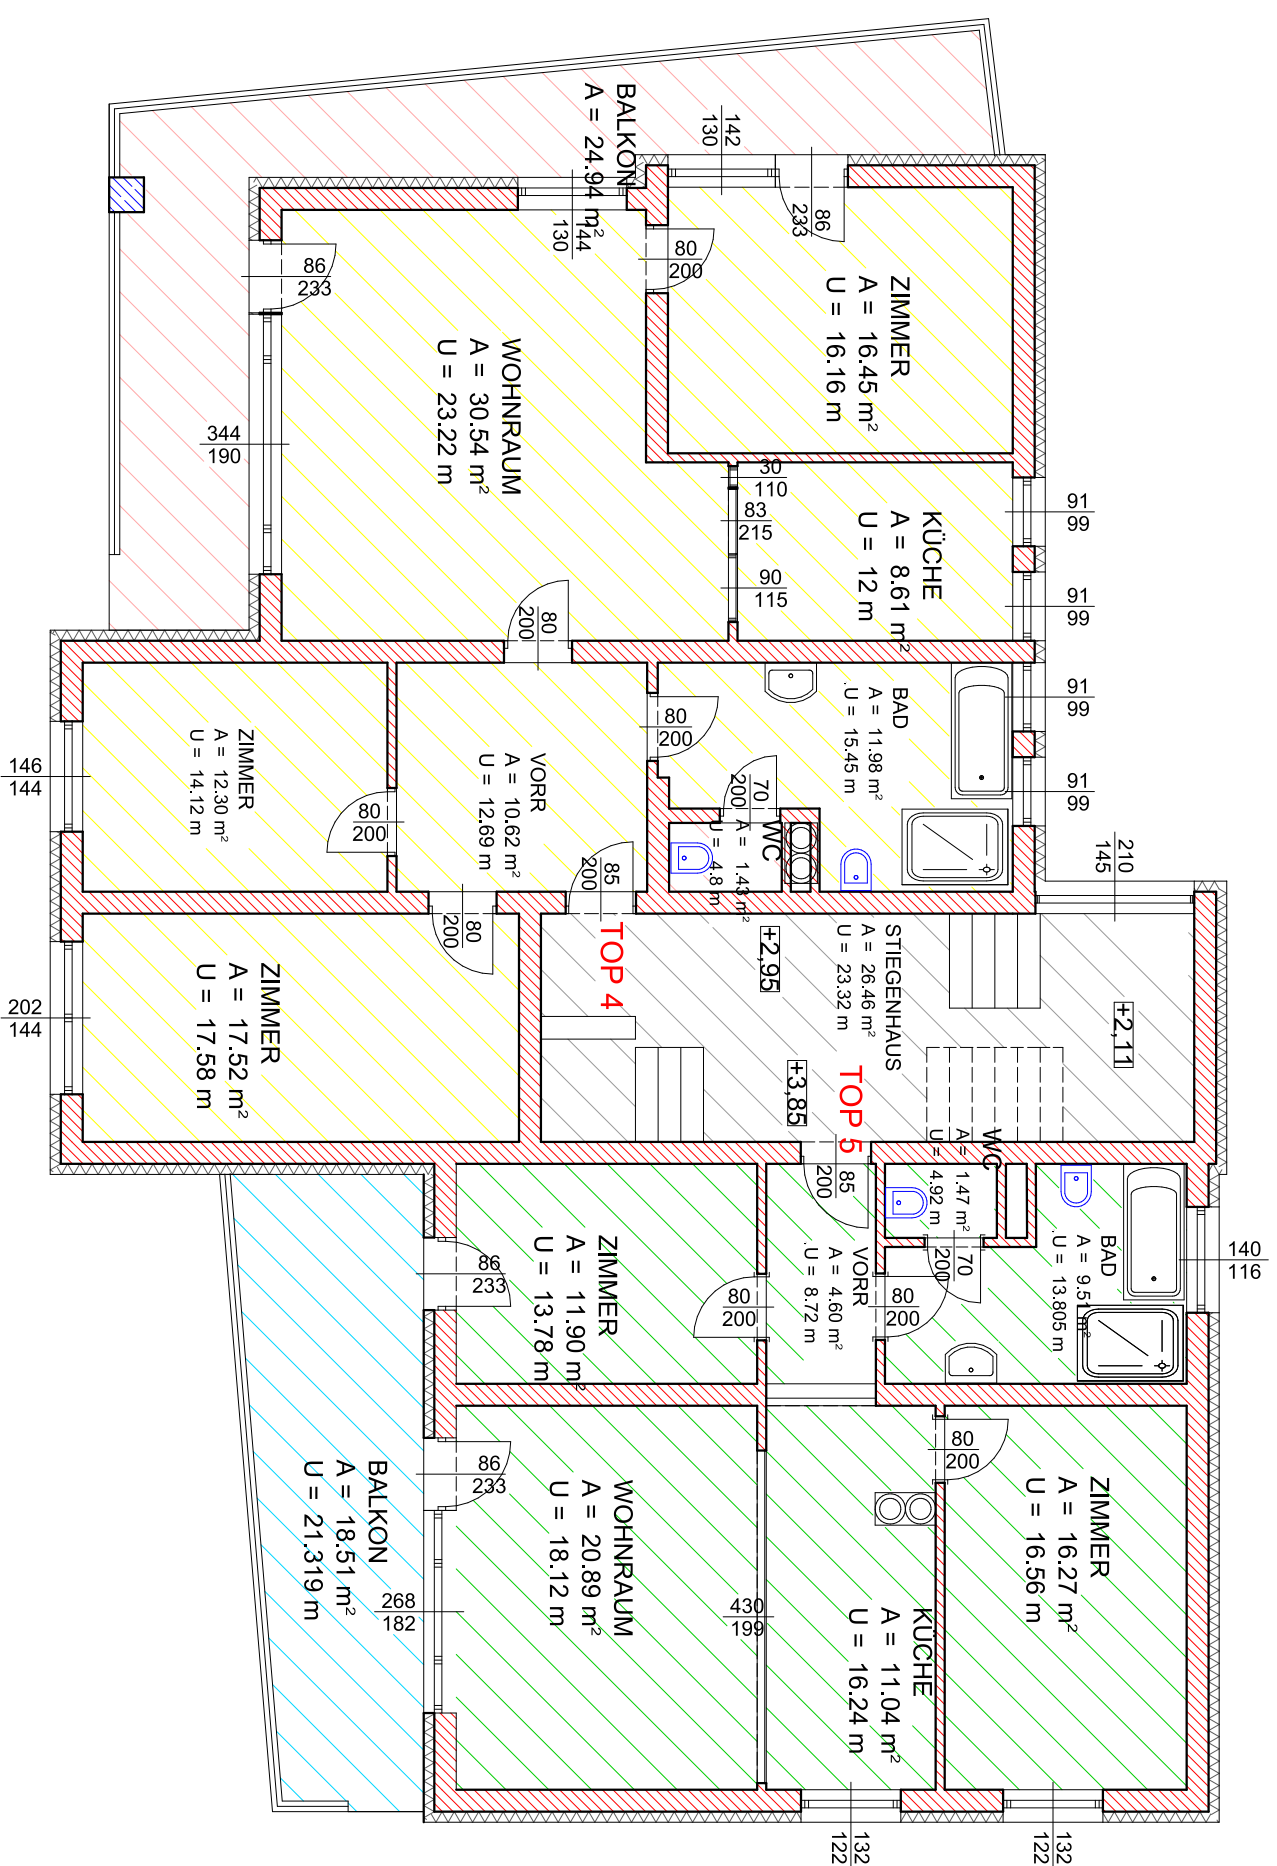 BALKON
A = 24.94 m²
142
130
86
233
144
130
80
200
86
233
ZIMMER
A = 16.45 m²
U = 16.16 m
WOHNRAUM
A = 30.54 m²
U = 23.22 m
344
190
30
110
83
215
90
115
KÜCHE
A = 8.61 m²
U = 12 m
91
99
91
99
91
99
91
99
80
200
80
200
BAD
A = 11.98 m²
U = 15.45 m
70
200
WC
A = 1.43 m²
U = 4.8 m
ZIMMER
A = 12.30 m²
U = 14.12 m
146
144
80
200
VORR
A = 10.62 m²
U = 12.69 m
85
200
80
200
210
145
TOP 4
+2,95
STIEGENHAUS
A = 26.46 m²
U = 23.32 m
+2,11
+3,85
TOP 5
ZIMMER
A = 17.52 m²
U = 17.58 m
202
144
85
200
WC
A = 1.47 m²
U = 4.92 m
70
200
BAD
A = 9.51 m²
U = 13.805 m
140
116
86
233
ZIMMER
A = 11.90 m²
U = 13.78 m
80
200
VORR
A = 4.60 m²
U = 8.72 m
80
200
80
200
86
233
BALKON
A = 18.51 m²
U = 21.319 m
268
182
WOHNRAUM
A = 20.89 m²
U = 18.12 m
430
199
KÜCHE
A = 11.04 m²
U = 16.24 m
ZIMMER
A = 16.27 m²
U = 16.56 m
132
122
132
122